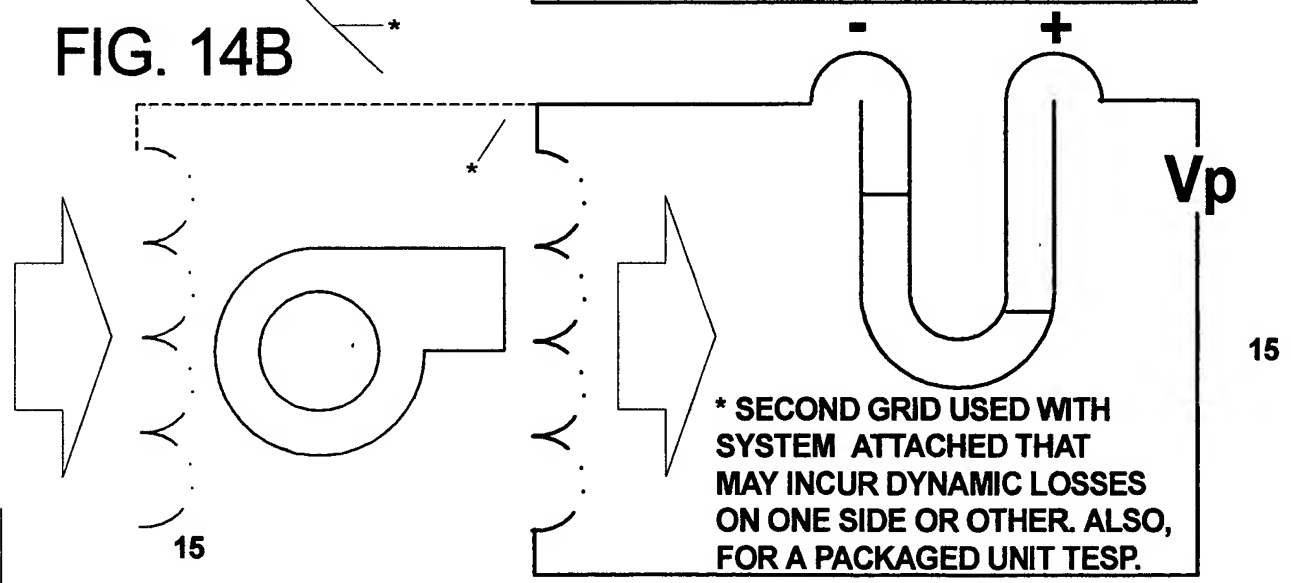 FIG. 14B
*
- +
*
Vp
15
* SECOND GRID USED WITH
SYSTEM ATTACHED THAT
MAY INCUR DYNAMIC LOSSES
ON ONE SIDE OR OTHER. ALSO,
FOR A PACKAGED UNIT TESP.
15